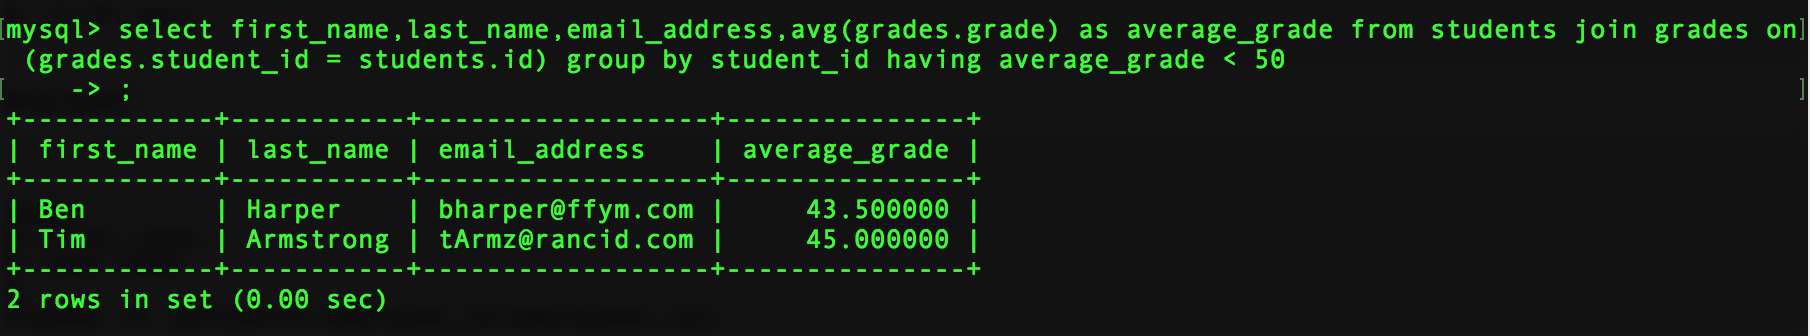 mysql> select first_name,last_name,email_address,avg(grades.grade) as average_grade from students join grades on
 (grades.student_id = students.id) group by student_id having average_grade < 50
    -> ;
+------------+-----------+------------------+---------------+
| first_name | last_name | email_address    | average_grade |
+------------+-----------+------------------+---------------+
| Ben        | Harper    | bharper@ffym.com |     43.500000 |
| Tim        | Armstrong | tArmz@rancid.com |     45.000000 |
+------------+-----------+------------------+---------------+
2 rows in set (0.00 sec)